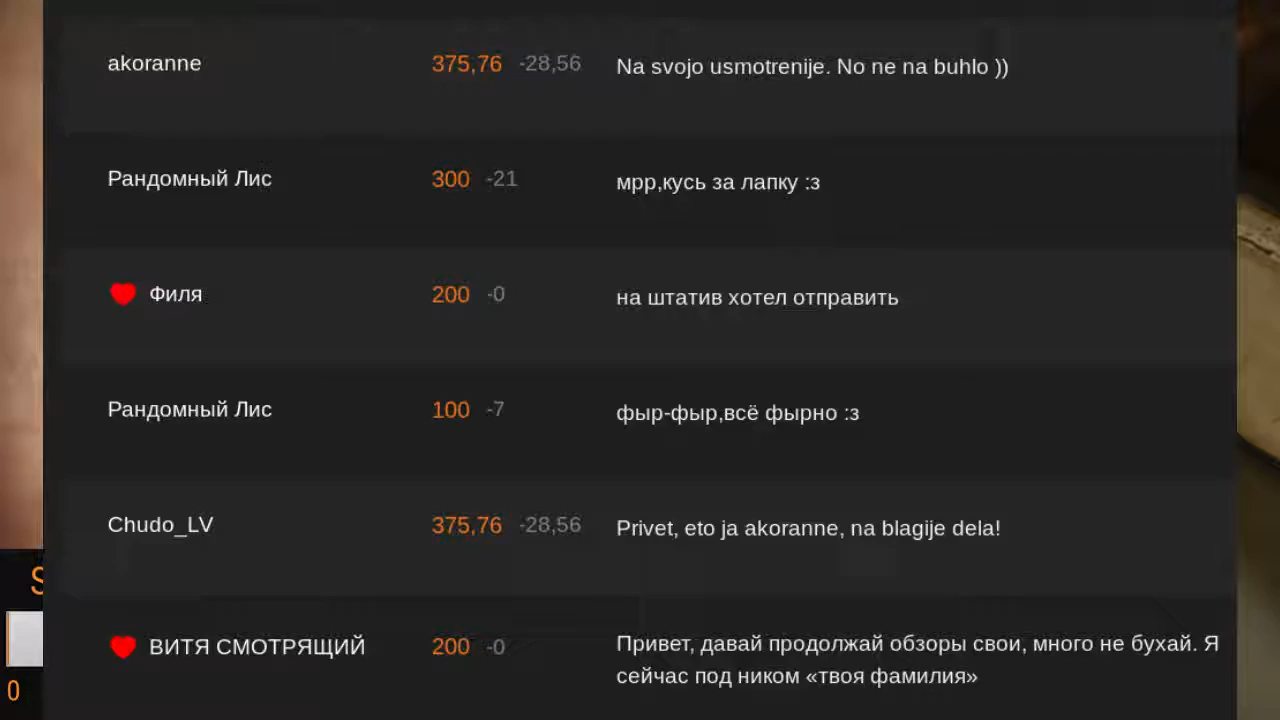 akoranne 375,76 -28,56 Na svojo usmotrenije. No ne na buhlo ))
Рандомный Лис 300 -21 мрр,кусь за лапку :з
Филя 200 -0 на штатив хотел отправить
Рандомный Лис 100 -7 фыр-фыр,всё фырно :з
Chudo_LV 375,76 -28,56 Privet, eto ja akoranne, na blagije dela!
S
ВИТЯ СМОТРЯЩИЙ 200 -0 Привет, давай продолжай обзоры свои, много не бухай. Я
сейчас под ником «твоя фамилия»
0